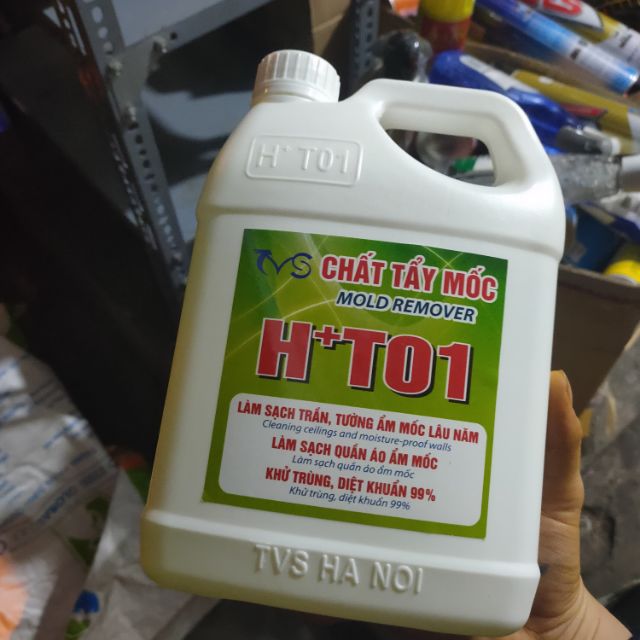 H+ T01
TVS CHẤT TẨY MỐC
MOLD REMOVER
H+T01
LÀM SẠCH TRẦN, TƯỜNG ẨM MỐC LÂU NĂM
Cleaning ceilings and moisture-proof walls
LÀM SẠCH QUẦN ÁO ẨM MỐC
Làm sạch quần áo ẩm mốc
KHỬ TRÙNG, DIỆT KHUẨN 99%
Khử trùng, diệt khuẩn 99%
TVS HA NOI